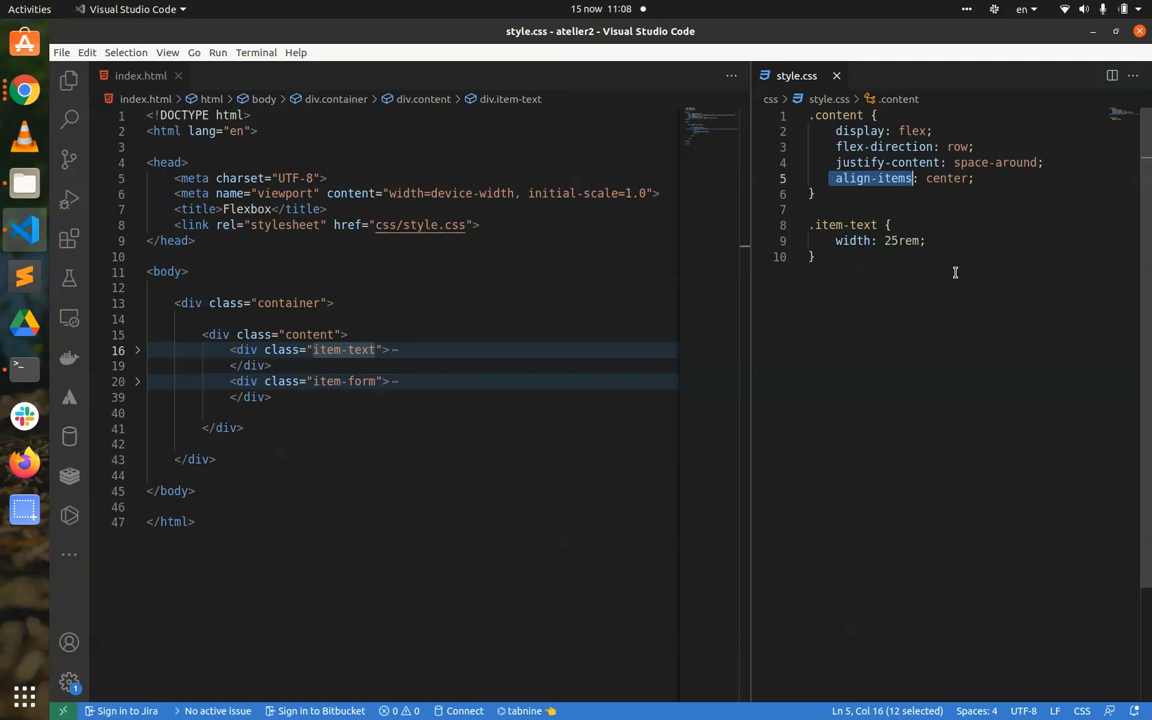 Activities
Visual Studio Code
15 now 11:08
en
style.css - atelier2 - Visual Studio Code
File Edit Selection View Go Run Terminal Help
index.html
style.css
index.html > html > body > div.container > div.content > div.item-text
css > style.css > .content
1 <!DOCTYPE html>
2 <html lang="en">
3
4 <head>
5 <meta charset="UTF-8">
6 <meta name="viewport" content="width=device-width, initial-scale=1.0">
7 <title>Flexbox</title>
8 <link rel="stylesheet" href="css/style.css">
9 </head>
10
11 <body>
12
13 <div class="container">
14
15 <div class="content">
16 <div class="item-text">
19 </div>
20 <div class="item-form">
39 </div>
40
41 </div>
42
43 </div>
44
45 </body>
46
47 </html>
1 .content {
2 display: flex;
3 flex-direction: row;
4 justify-content: space-around;
5 align-items: center;
6 }
7
8 .item-text {
9 width: 25rem;
10 }
1
Sign in to Jira
No active issue
Sign in to Bitbucket
0
0
Connect
tabnine
Ln 5, Col 16 (12 selected)
Spaces: 4
UTF-8
LF
CSS